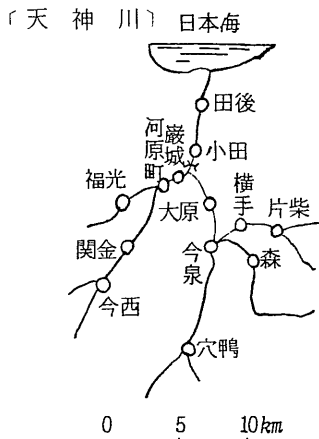 〔天神川〕
日本海
田後
小田
巌城
河原町
福光
大原
横手
片柴
関金
今泉
森
今西
穴鴨
0 5 10km